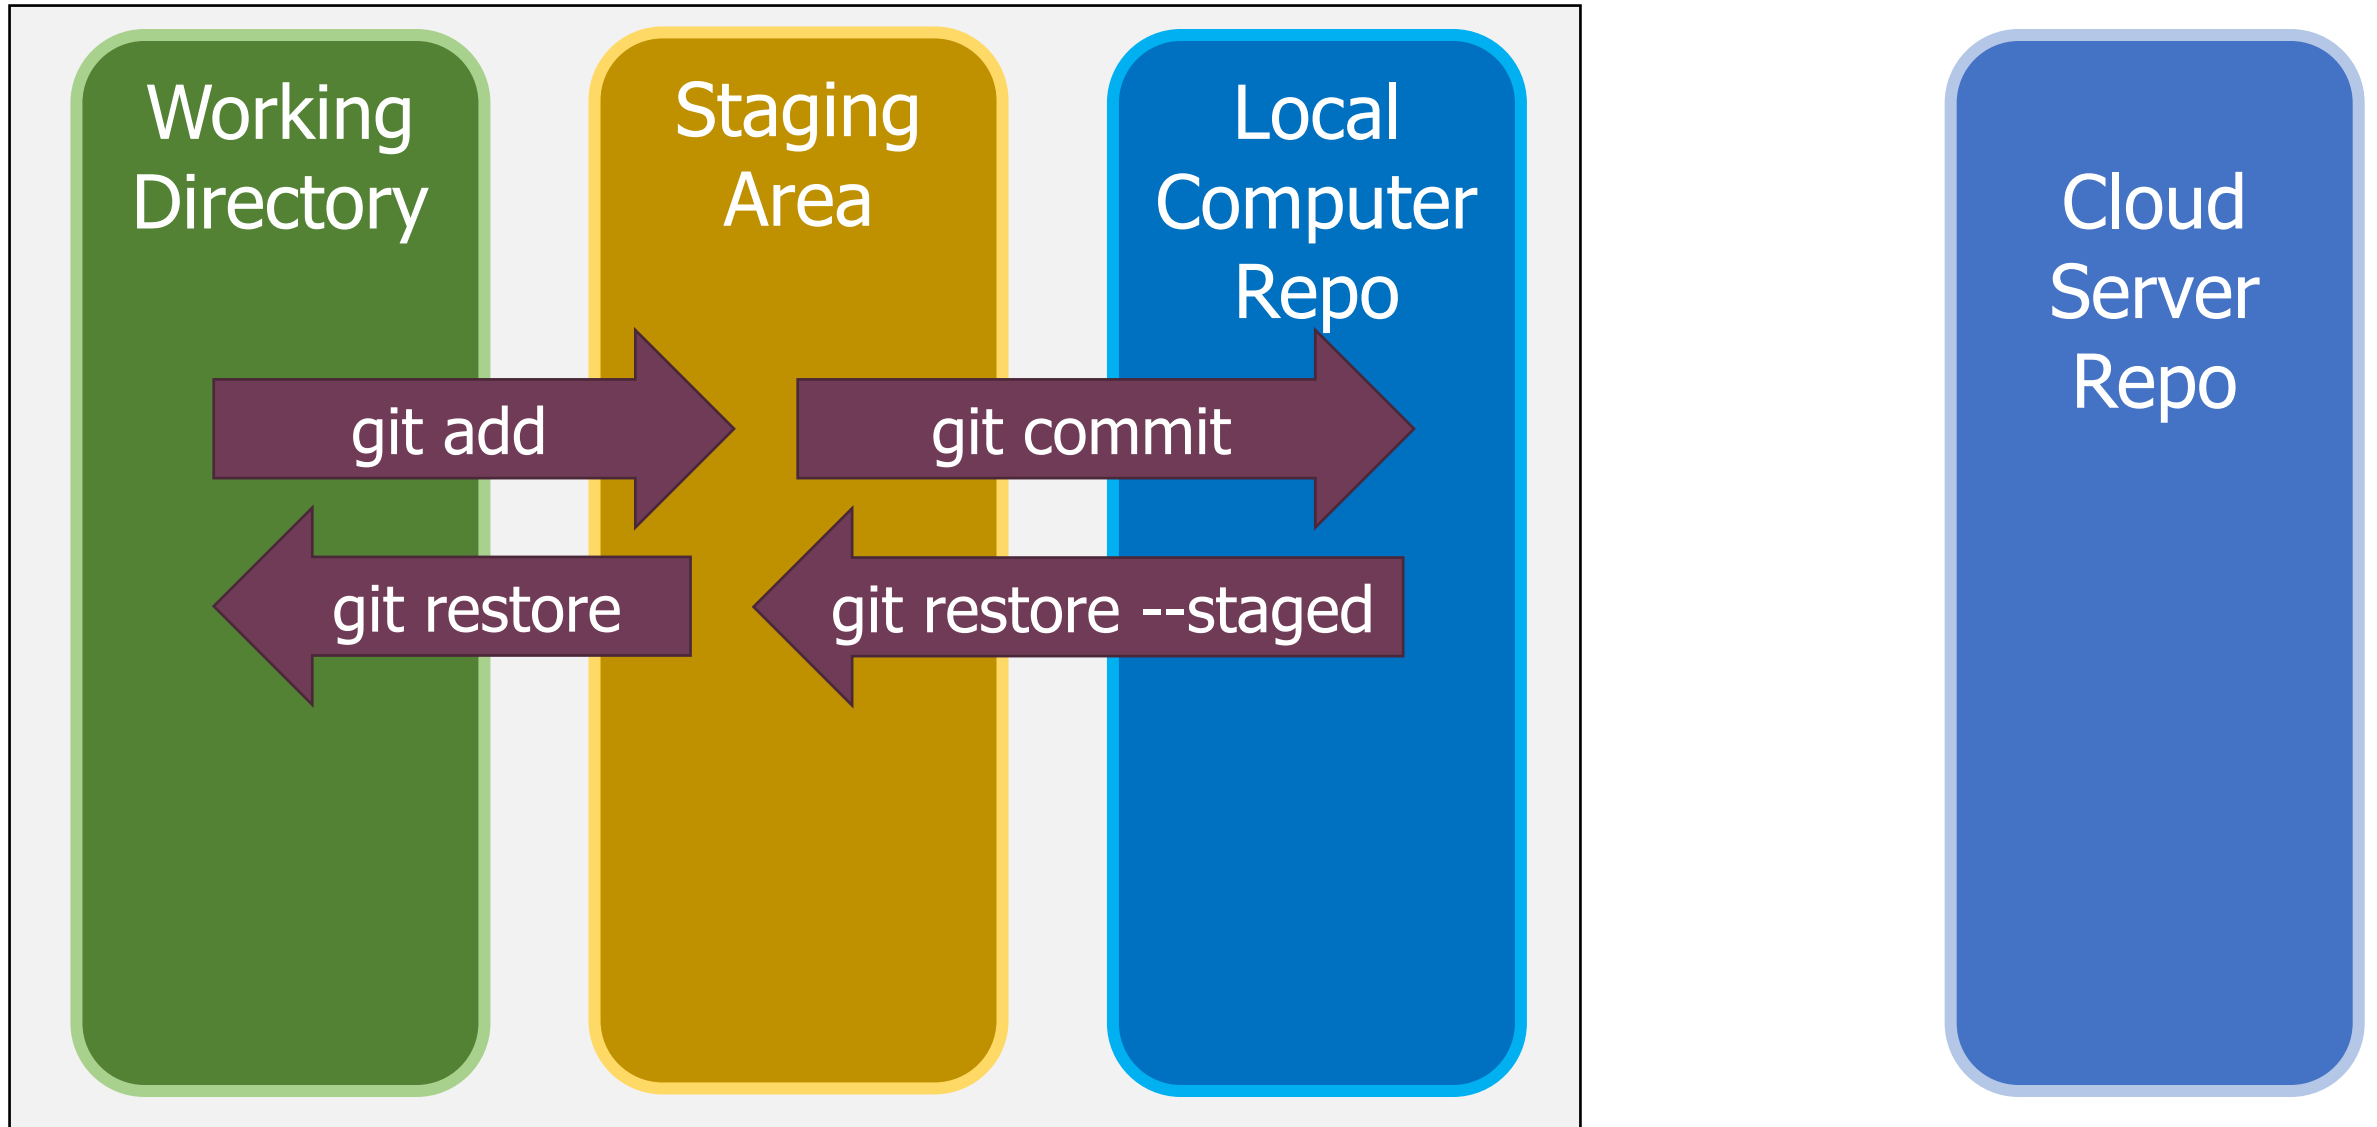 Working
Directory
Staging
Area
Local
Computer
Repo
Cloud
Server
Repo
git add
git commit
git restore
git restore --staged